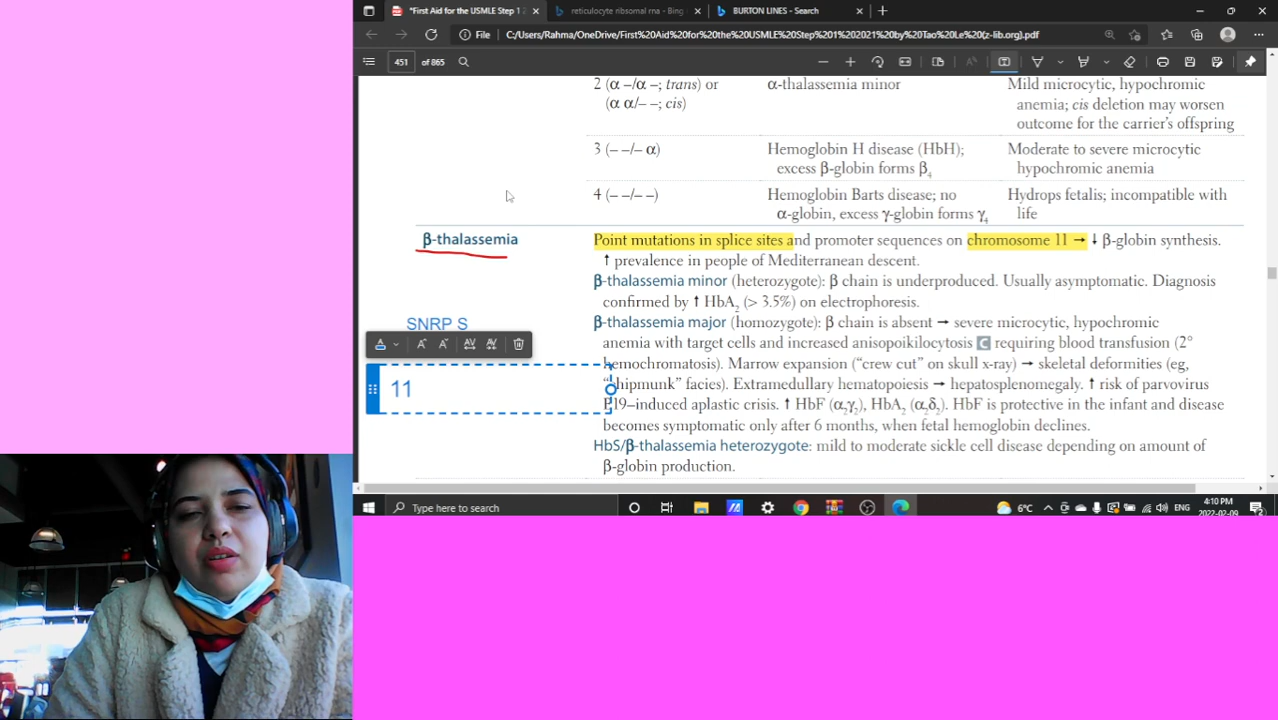 *First Aid for the USMLE Step 1 2
reticulocyte ribsomal rna - Bing
BURTON LINES - Search
File
C:/Users/Rahma/OneDrive/First%20Aid%20for%20the%20USMLE%20Step%201%202021%20by%20Tao%20Le%20(z-lib.org).pdf
451 of 865
2 (α –/α –; trans) or
(α α/– –; cis)
α-thalassemia minor
Mild microcytic, hypochromic
anemia; cis deletion may worsen
outcome for the carrier's offspring
3 (– –/– α)
Hemoglobin H disease (HbH);
excess β-globin forms β4
Moderate to severe microcytic
hypochromic anemia
4 (– –/– –)
Hemoglobin Barts disease; no
α-globin, excess γ-globin forms γ4
Hydrops fetalis; incompatible with
life
β-thalassemia
Point mutations in splice sites and promoter sequences on chromosome 11 → ↓ β-globin synthesis.
↑ prevalence in people of Mediterranean descent.
β-thalassemia minor (heterozygote): β chain is underproduced. Usually asymptomatic. Diagnosis
confirmed by ↑ HbA2 (> 3.5%) on electrophoresis.
β-thalassemia major (homozygote): β chain is absent → severe microcytic, hypochromic
anemia with target cells and increased anisopoikilocytosis C requiring blood transfusion (2°
hemochromatosis). Marrow expansion ("crew cut" on skull x-ray) → skeletal deformities (eg,
"chipmunk" facies). Extramedullary hematopoiesis → hepatosplenomegaly. ↑ risk of parvovirus
B19–induced aplastic crisis. ↑ HbF (α2γ2), HbA2 (α2δ2). HbF is protective in the infant and disease
becomes symptomatic only after 6 months, when fetal hemoglobin declines.
HbS/β-thalassemia heterozygote: mild to moderate sickle cell disease depending on amount of
β-globin production.
SNRP S
11
Type here to search
6°C
ENG
4:10 PM
2022-02-09